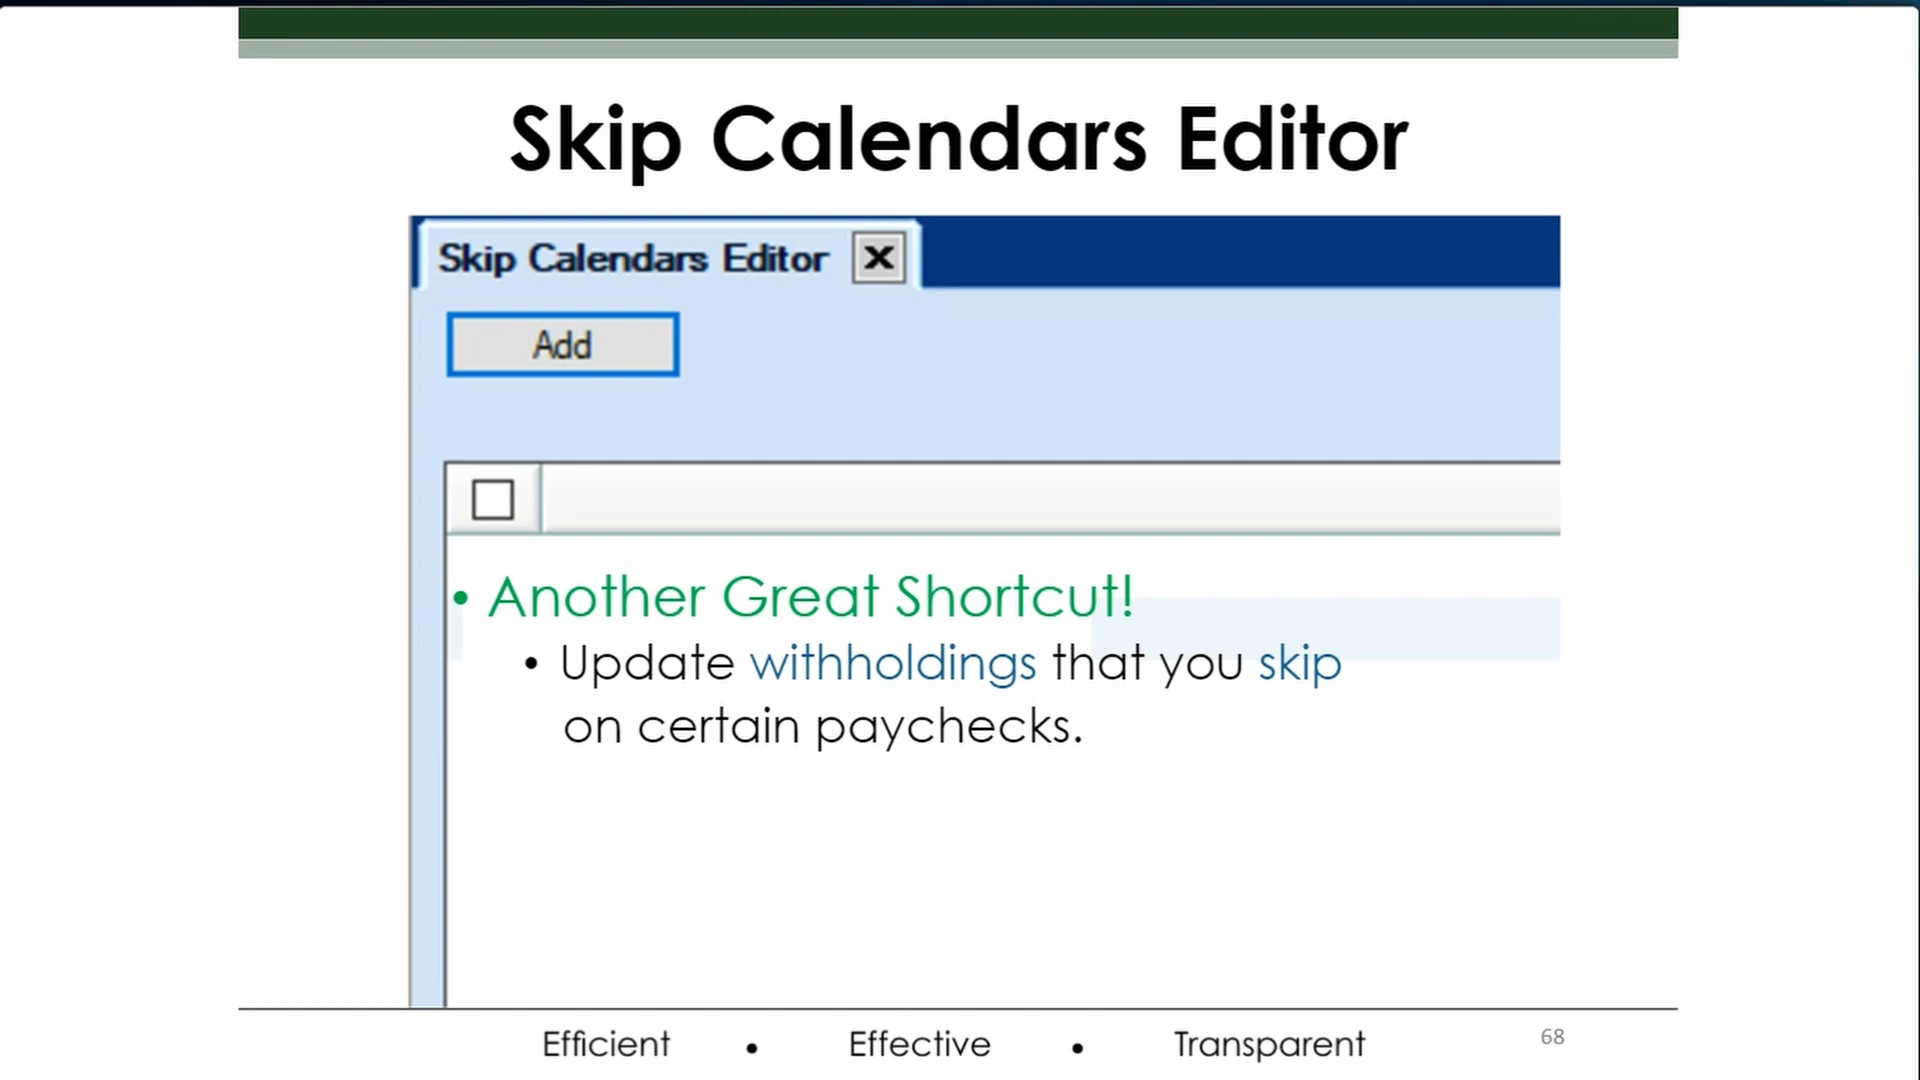 Skip Calendars Editor
Skip Calendars Editor
Add
• Another Great Shortcut!
• Update withholdings that you skip
on certain paychecks.
Efficient • Effective • Transparent 68